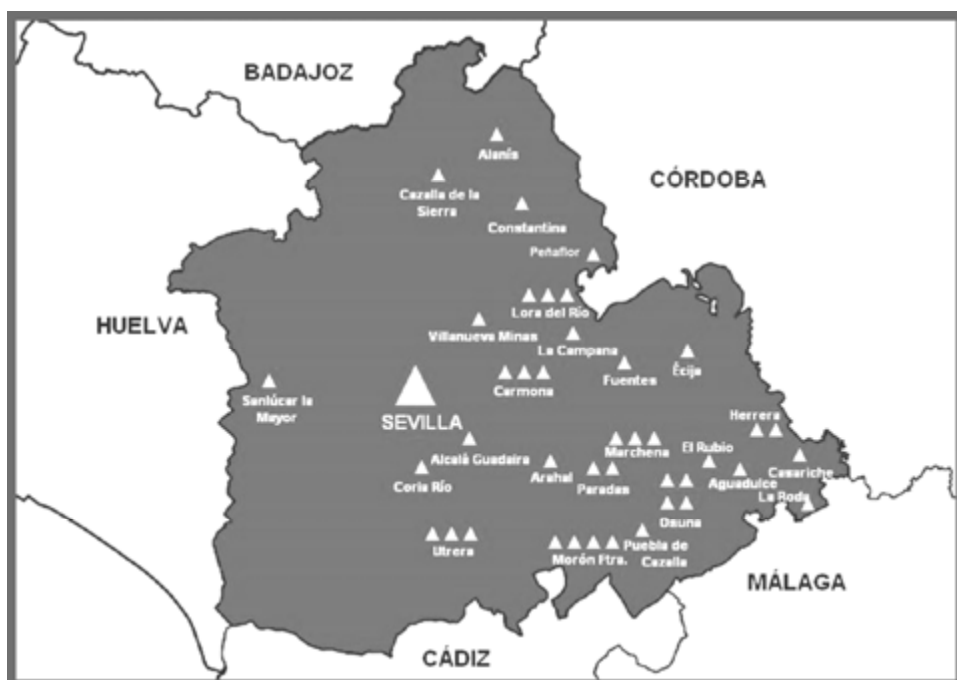 BADAJOZ
Alanís
CÓRDOBA
Cazalla de la
Sierra
Constantina
Peñaflor
HUELVA
Lora del Río
Villanueva Minas
La Campana
Fuentes
Écija
Sanlúcar la
Mayor
Carmona
SEVILLA
Herrera
Marchena
El Rubio
Alcalá Guadaira
Arahal
Casariche
Coria Río
Paradas
Aguadulce
La Roda
Osuna
Utrera
Morón Ftra.
Puebla de
Cazalla
MÁLAGA
CÁDIZ